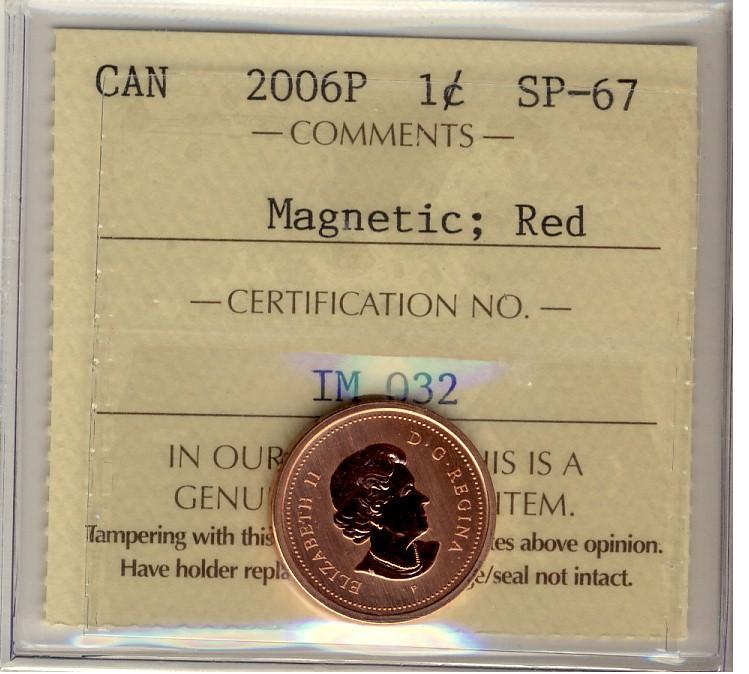 CAN 2006P 1¢ SP-67
— COMMENTS —
Magnetic; Red
— CERTIFICATION NO. —
IM 032
IN OUR HIS IS A
GENU ITEM.
Tampering with this es above opinion.
Have holder repla e/seal not intact.
ELIZABETH II D·G·REGINA
P